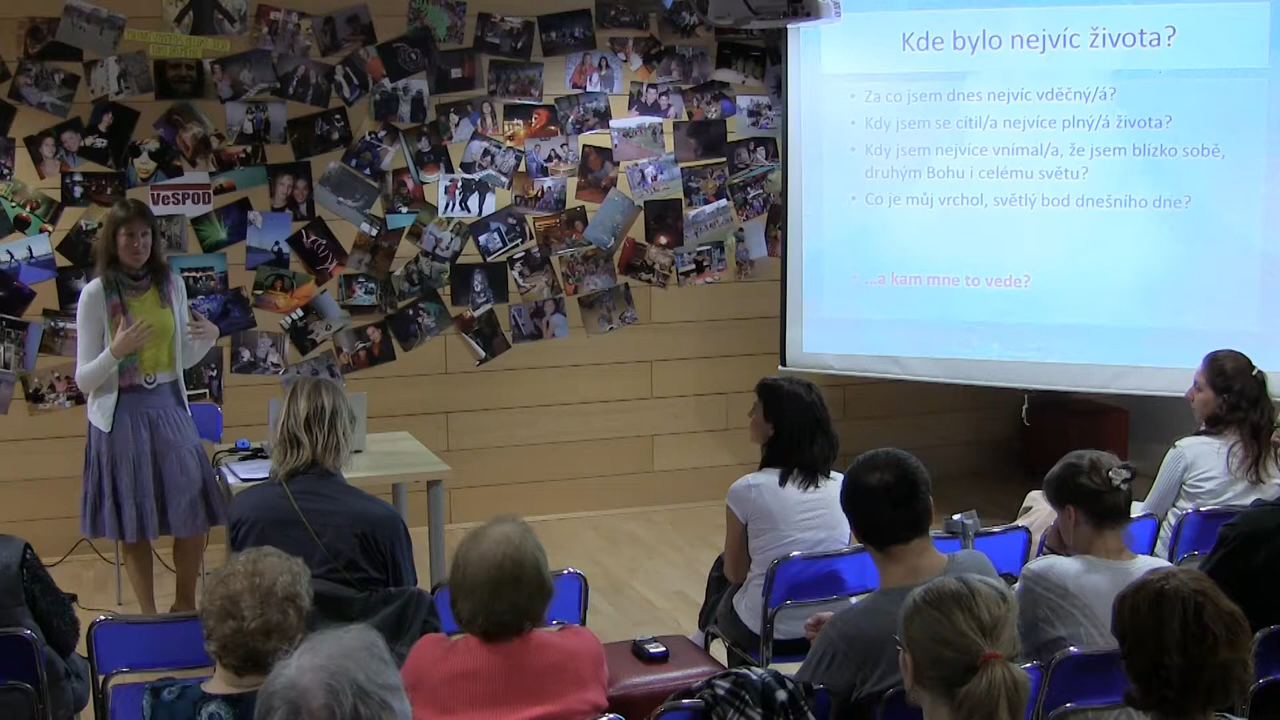 Kde bylo nejvíc života?
• Za co jsem dnes nejvíc vděčný/á?
• Kdy jsem se cítil/a nejvíce plný/á života?
• Kdy jsem nejvíce vnímal/a, že jsem blízko sobě,
druhým Bohu i celému světu?
• Co je můj vrchol, světlý bod dnešního dne?
• ...a kam mne to vede?
VeSPOD